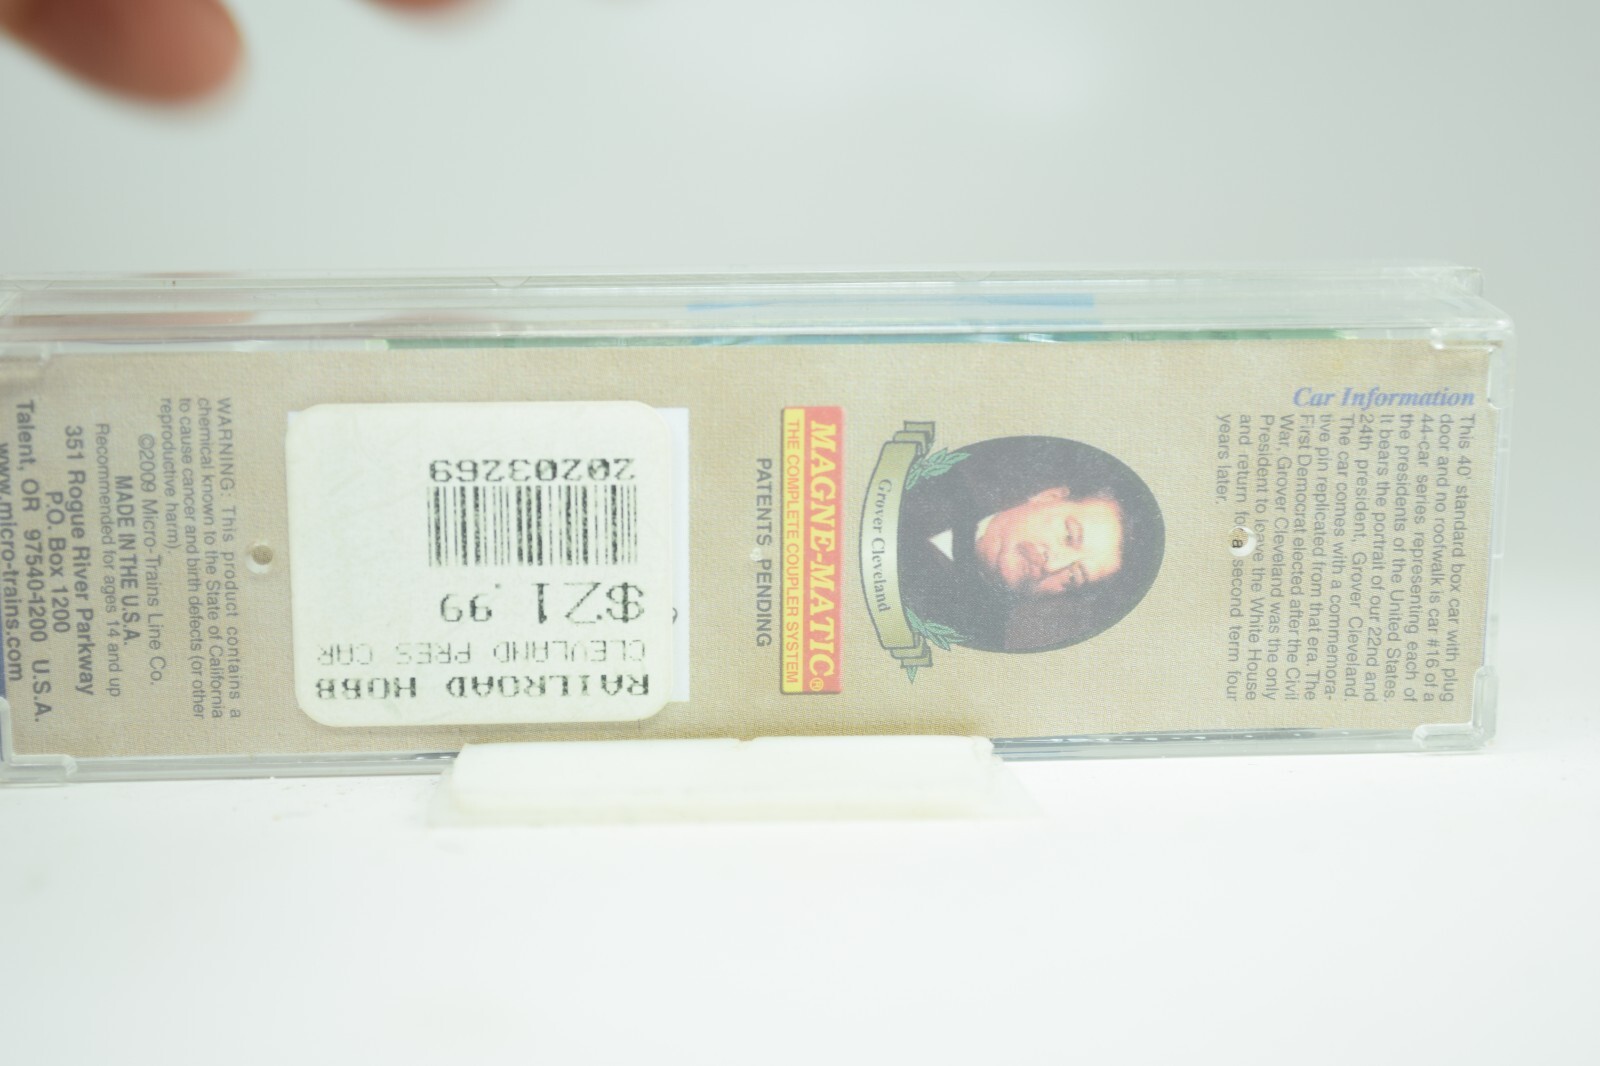 Car Information
This 40' standard box car with plug
door and no roofwalk is car #16 of a
44-car series representing each of
the presidents of the United States.
It bears the portrait of our 22nd and
24th president, Grover Cleveland.
The car comes with a commemora-
tive pin replicated from that era. The
First Democrat elected after the Civil
War, Grover Cleveland was the only
President to leave the White House
and return for a second term four
years later.
Grover Cleveland
MAGNE-MATIC®
THE COMPLETE COUPLER SYSTEM
PATENTS PENDING
RAILROAD HOBB
CLEVLAND PRES CAR
$21.99
20203269
WARNING: This product contains a
chemical known to the State of California
to cause cancer and birth defects (or other
reproductive harm).
©2009 Micro-Trains Line Co.
MADE IN THE U.S.A.
Recommended for ages 14 and up
351 Rogue River Parkway
P.O. Box 1200
Talent, OR 97540-1200 U.S.A.
www.micro-trains.com